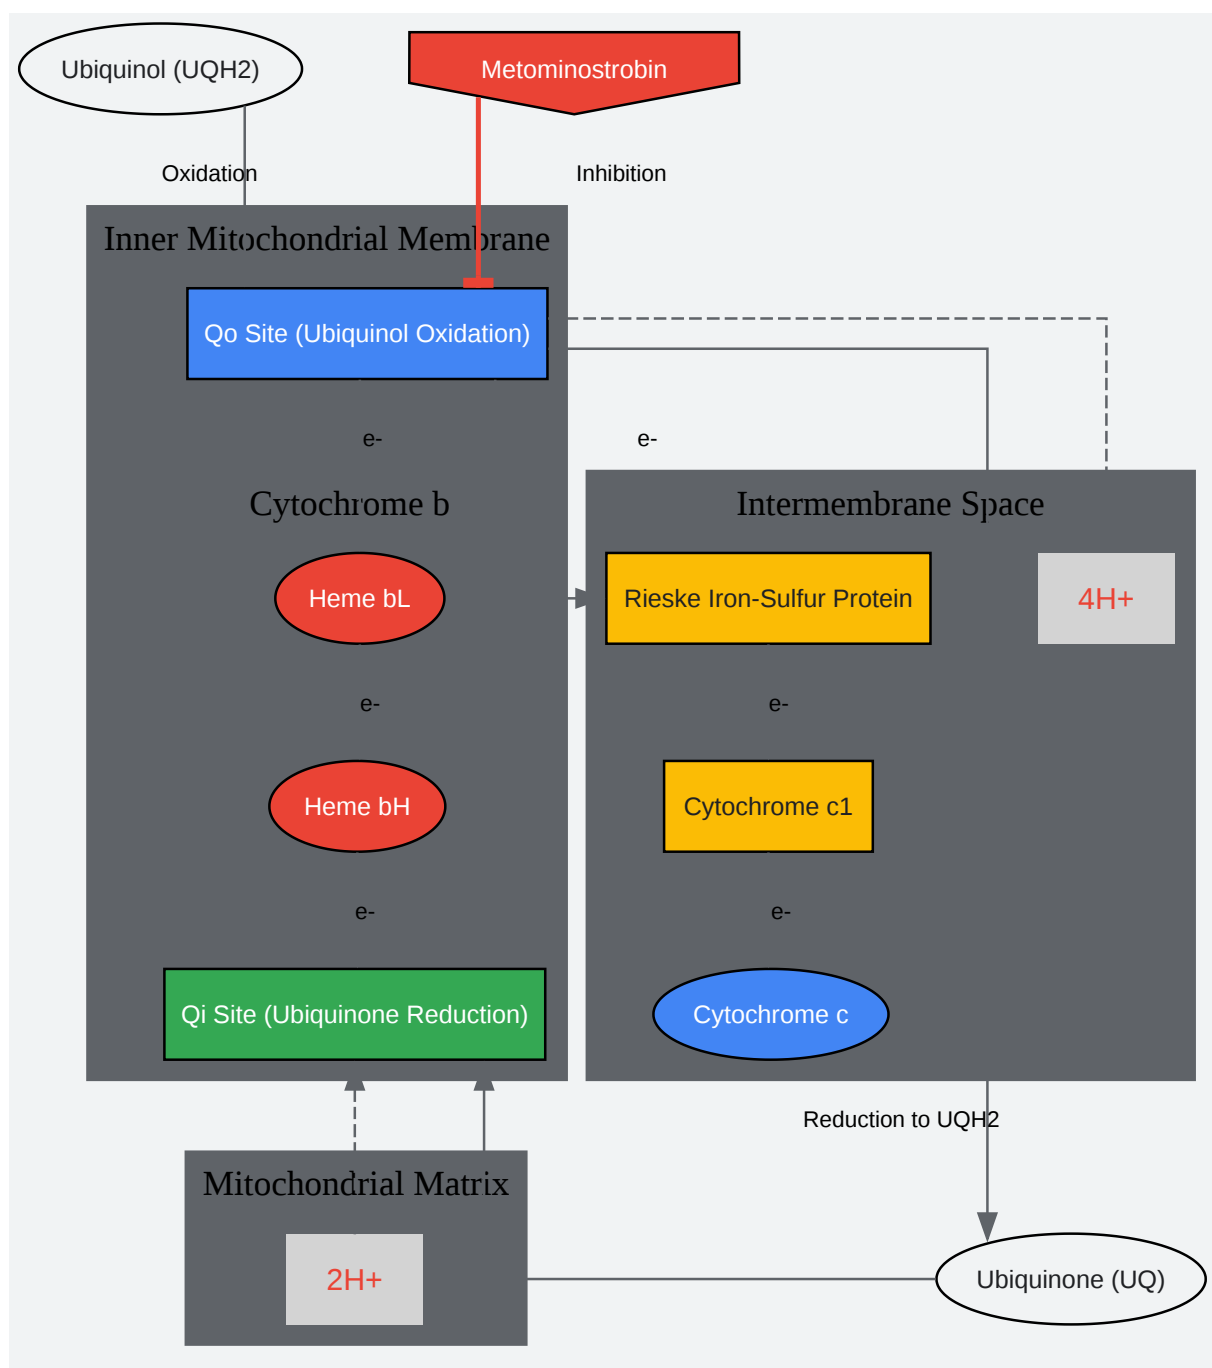 Ubiquinol (UQH2)
Metominostrobin
Oxidation
Inhibition
Inner Mitochondrial Membrane
Qo Site (Ubiquinol Oxidation)
e-
e-
Cytochrome b
Intermembrane Space
Heme bL
Rieske Iron-Sulfur Protein
4H+
e-
e-
Heme bH
Cytochrome c1
e-
e-
Qi Site (Ubiquinone Reduction)
Cytochrome c
Reduction to UQH2
Mitochondrial Matrix
2H+
Ubiquinone (UQ)